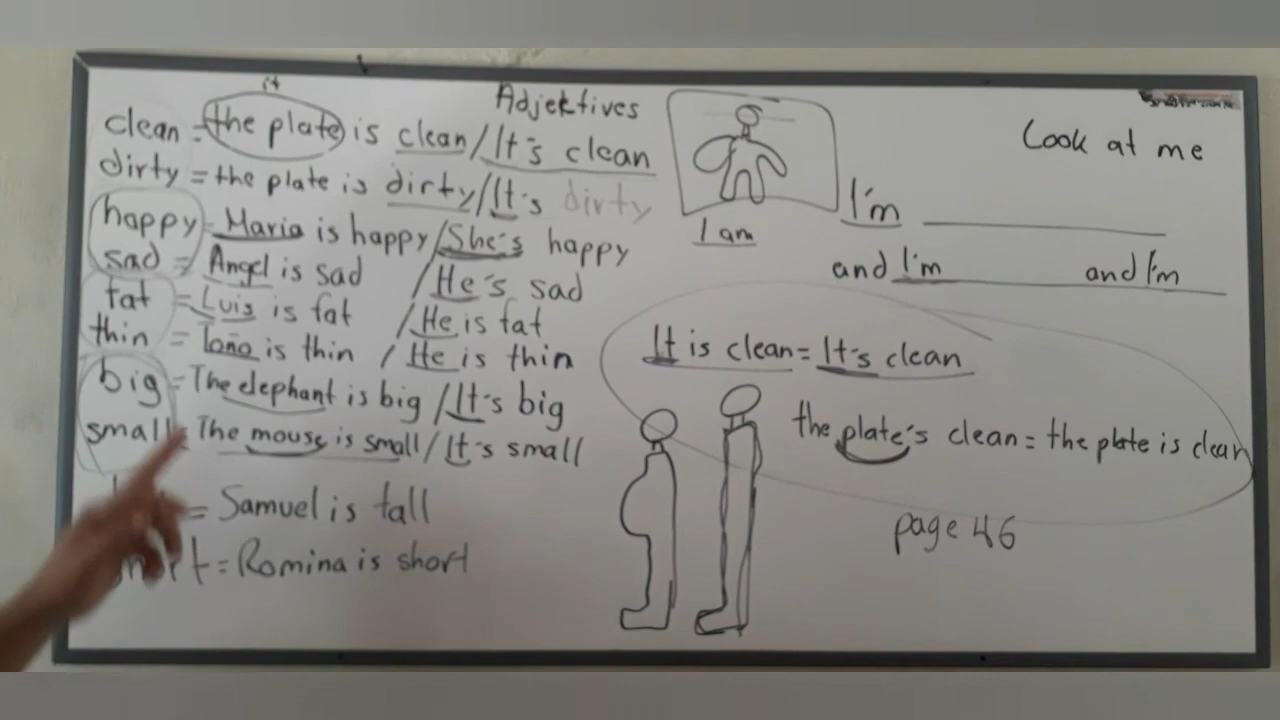 it
Adjektives
clean = the plate is clean / It's clean
dirty = the plate is dirty / It's dirty
happy = Maria is happy / She's happy
sad = Angel is sad / He's sad
fat = Luis is fat / He is fat
thin = Toño is thin / He is thin
big = The elephant is big / It's big
small = The mouse is small / It's small
= Samuel is tall
= Romina is short
I am
Look at me
I'm
and I'm and I'm
It is clean = It's clean
the plate's clean = the plate is clean
page 46